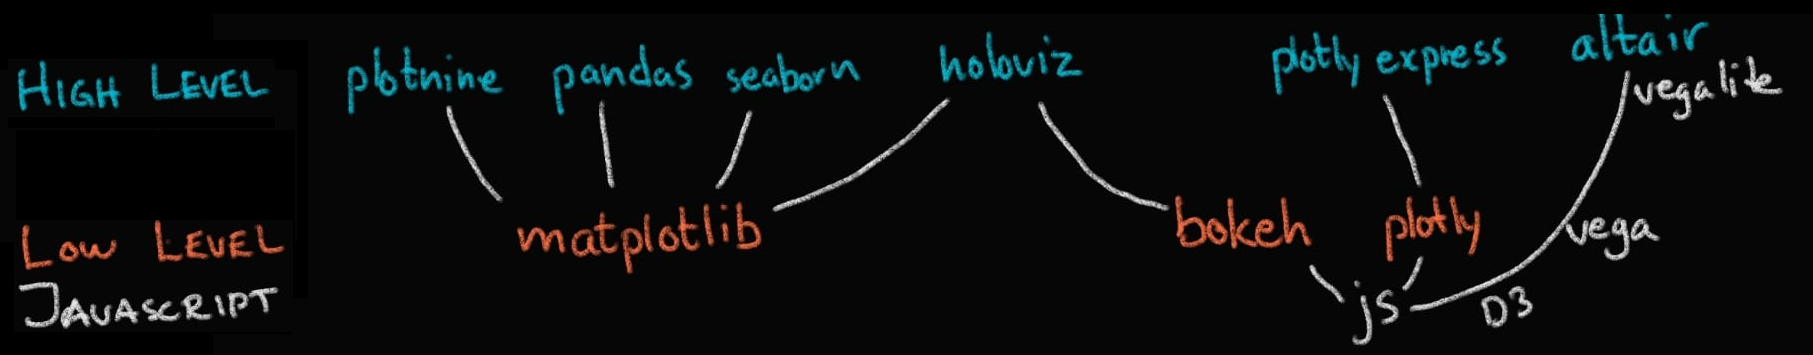 HIGH LEVEL plotnine pandas seaborn holoviz plotly express altair
vegalite
LOW LEVEL matplotlib bokeh plotly vega
JAVASCRIPT js D3